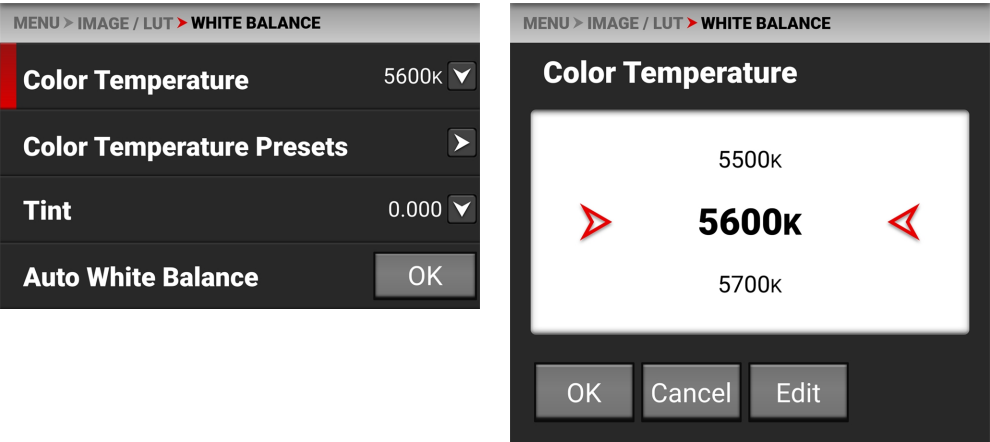 MENU > IMAGE / LUT > WHITE BALANCE
Color Temperature 5600K
Color Temperature Presets
Tint 0.000
Auto White Balance OK
MENU > IMAGE / LUT > WHITE BALANCE
Color Temperature
5500K
5600K
5700K
OK Cancel Edit